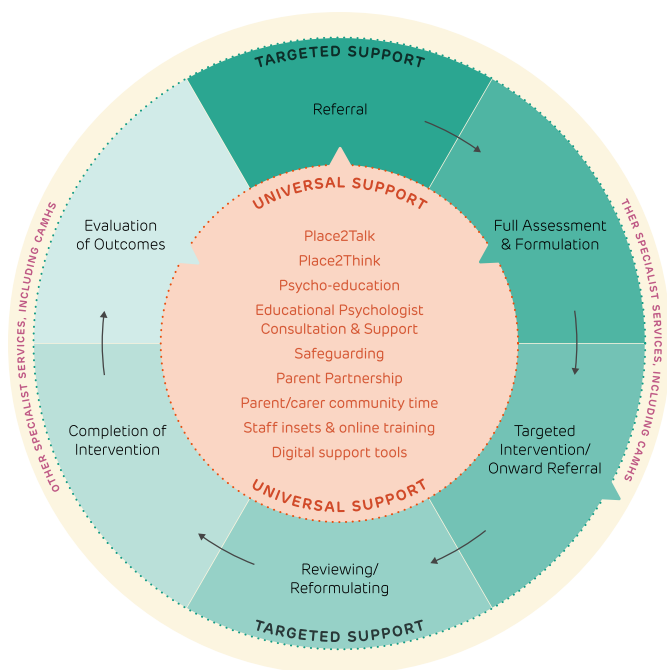 TARGETED SUPPORT
Referral
UNIVERSAL SUPPORT
Place2Talk
Place2Think
Psycho-education
Educational Psychologist
Consultation & Support
Safeguarding
Parent Partnership
Parent/carer community time
Staff insets & online training
Digital support tools
UNIVERSAL SUPPORT
Full Assessment
& Formulation
Targeted
Intervention/
Onward Referral
Reviewing/
Reformulating
Completion of
Intervention
Evaluation
of Outcomes
TARGETED SUPPORT
OTHER SPECIALIST SERVICES, INCLUDING CAMHS
THER SPECIALIST SERVICES, INCLUDING CAMHS